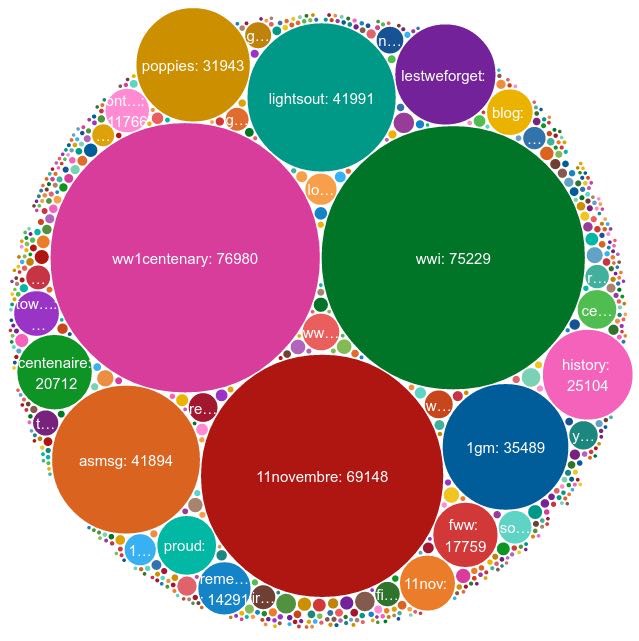 g...
n...
poppies: 31943
lestweforget:
lightsout: 41991
ont...:
11766
g...
blog:
...
...
lo...
ww1centenary: 76980
wwi: 75229
...
r...
tow...
...
ce...
ww...
centenaire:
20712
history:
25104
re...
w...
t...
y...
asmsg: 41894
1gm: 35489
11novembre: 69148
fww:
17759
so...
1...
proud:
reme...
: 14291
ir...
fi...
11nov: